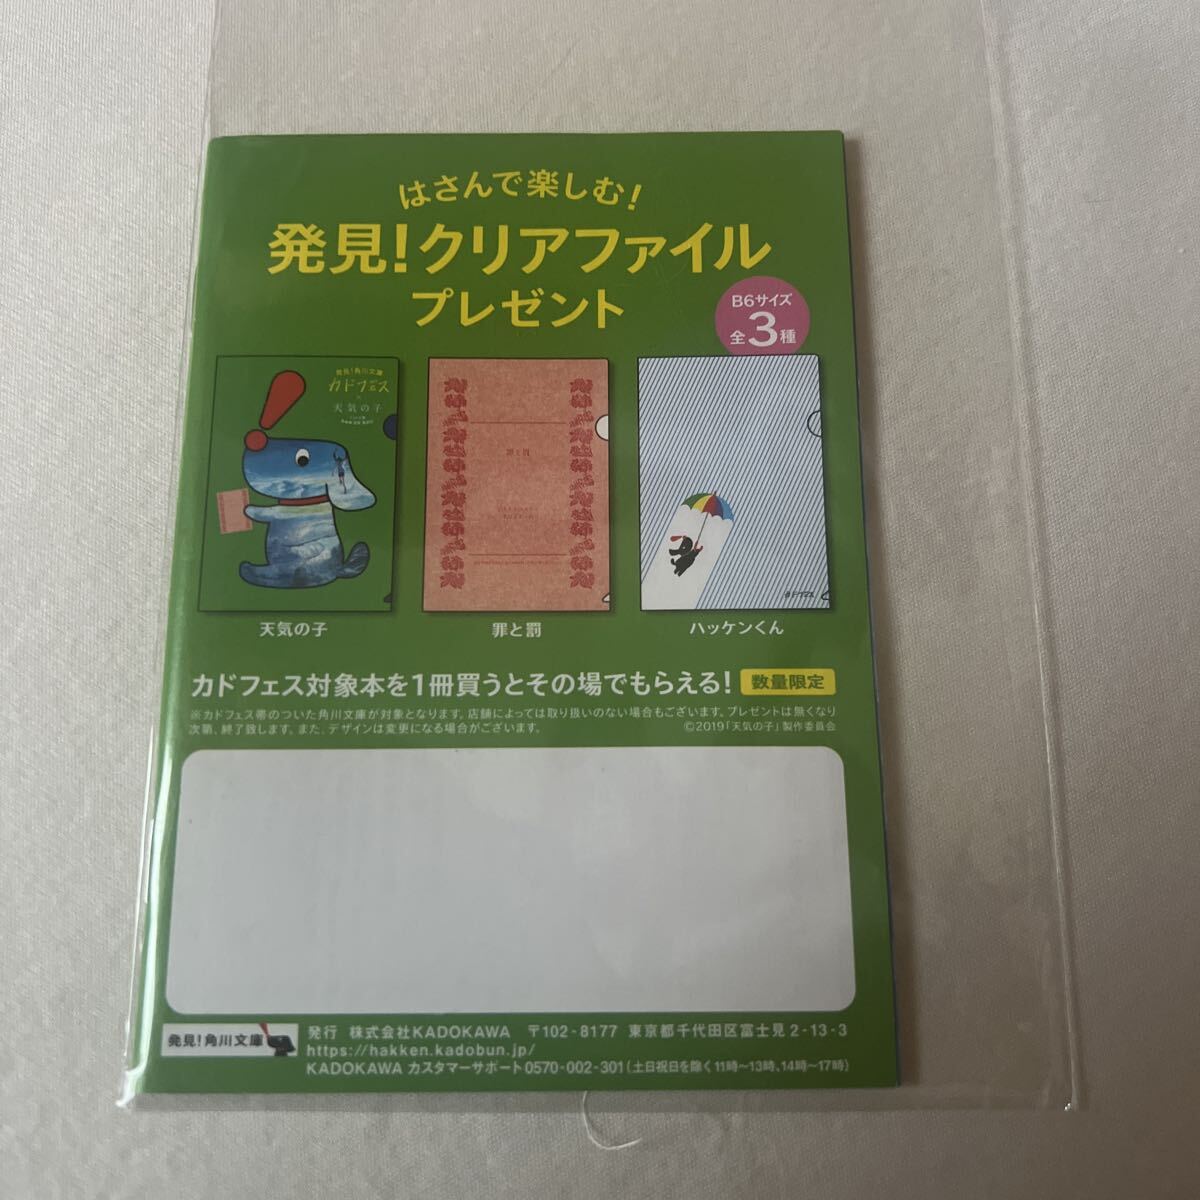 はさんで楽しむ！
発見！クリアファイル
プレゼント
B6サイズ
全3種
発見！角川文庫
カドフェス
×
天気の子
罪と罰
カドフェス
天気の子
罪と罰
ハッケンくん
カドフェス対象本を1冊買うとその場でもらえる！
数量限定
※カドフェス帯のついた角川文庫が対象となります。店舗によっては取り扱いのない場合もございます。プレゼントは無くなり
次第、終了致します。また、デザインは変更になる場合がございます。
©2019「天気の子」製作委員会
発見！角川文庫
発行 株式会社KADOKAWA 〒102-8177 東京都千代田区富士見2-13-3
https://hakken.kadobun.jp/
KADOKAWA カスタマーサポート 0570-002-301（土日祝日を除く11時～13時、14時～17時）